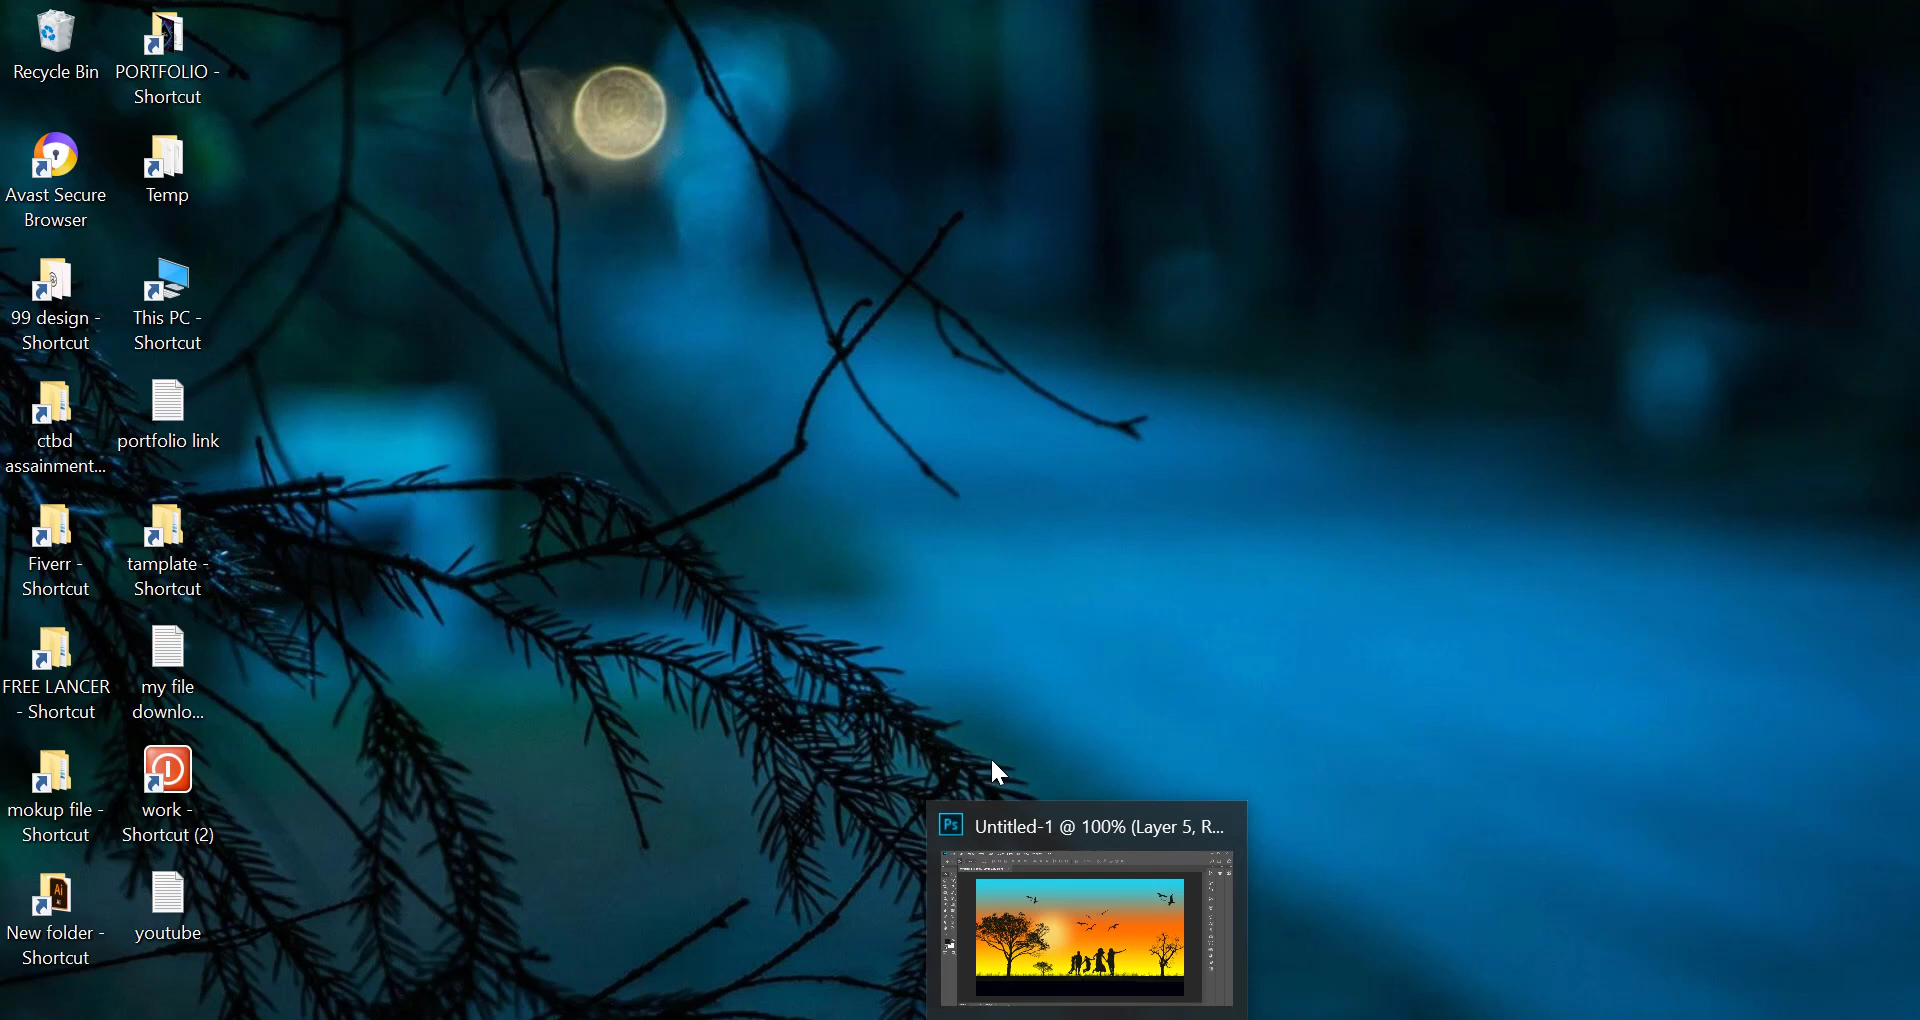 Recycle Bin
PORTFOLIO -
Shortcut
Avast Secure
Browser
Temp
99 design -
Shortcut
This PC -
Shortcut
ctbd
assainment...
portfolio link
Fiverr -
Shortcut
tamplate -
Shortcut
FREE LANCER
- Shortcut
my file
downlo...
mokup file -
Shortcut
work -
Shortcut (2)
Ai
New folder -
Shortcut
youtube
Ps
Untitled-1 @ 100% (Layer 5, R...